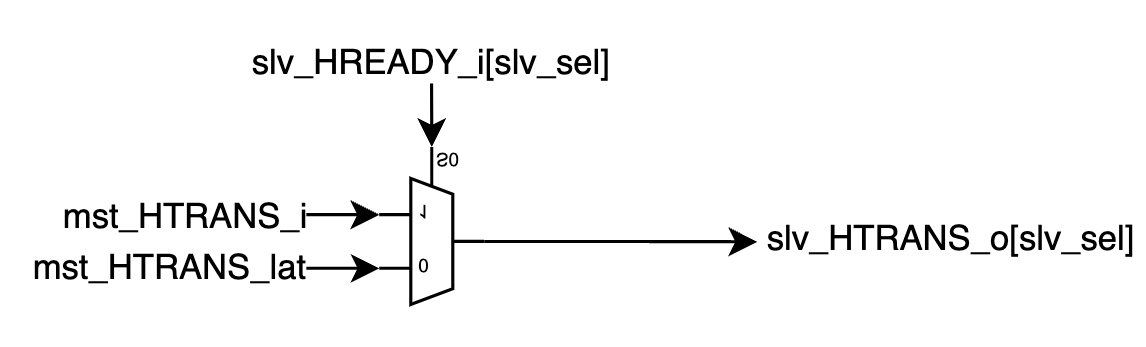 slv_HREADY_i[slv_sel]
S0
mst_HTRANS_i
1
mst_HTRANS_lat
0
slv_HTRANS_o[slv_sel]